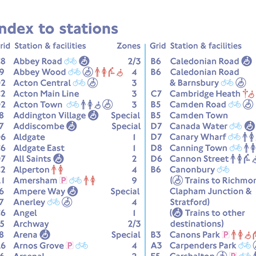 ndex to stations
rid Station & facilities Zones
8 Abbey Road 2/3
9 Abbey Wood 4
2 Acton Central 3
2 Acton Main Line 3
2 Acton Town 3
8 Addington Village Special
7 Addiscombe Special
6 Aldgate 1
6 Aldgate East 1
7 All Saints 2
2 Alperton 4
1 Amersham P 9
6 Ampere Way Special
7 Anerley 4
6 Angel 1
5 Archway 2/3
8 Arena Special
6 Arnos Grove P 4
Grid Station & facilities
B6 Caledonian Road
B6 Caledonian Road
& Barnsbury
C7 Cambridge Heath
B5 Camden Road
B5 Camden Town
D7 Canada Water
D7 Canary Wharf
D8 Canning Town
D6 Cannon Street
B6 Canonbury
( Trains to Richmon
Clapham Junction &
Stratford)
( Trains to other
destinations)
B3 Canons Park P
A3 Carpenders Park